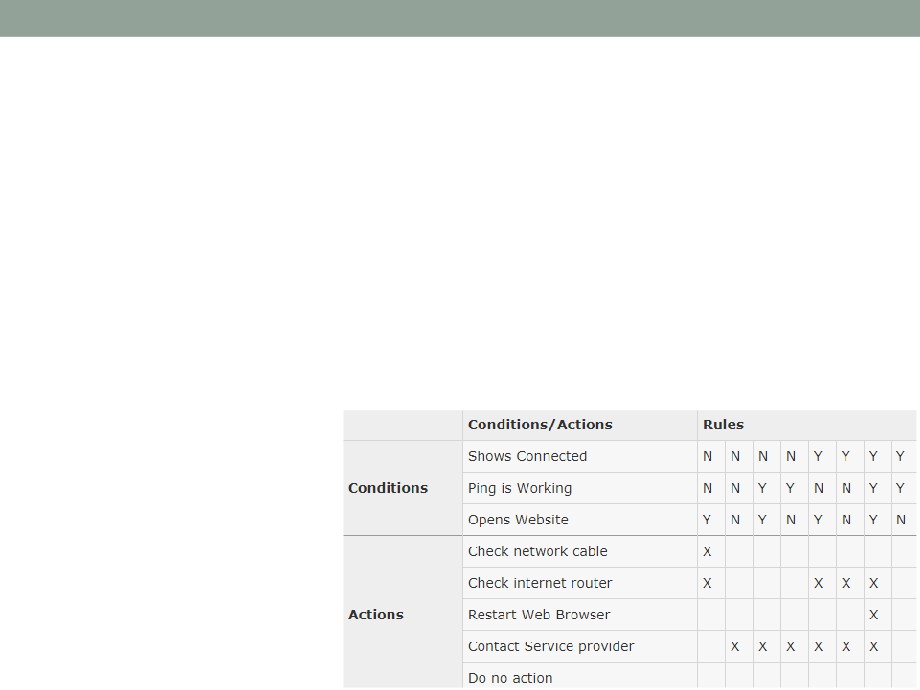 Conditions/Actions Rules
Conditions Shows Connected N N N N Y Y Y Y
Ping is Working N N Y Y N N Y Y
Opens Website Y N Y N Y N Y N
Actions Check network cable X
Check internet router X X X X
Restart Web Browser X
Contact Service provider X X X X X X
Do no action